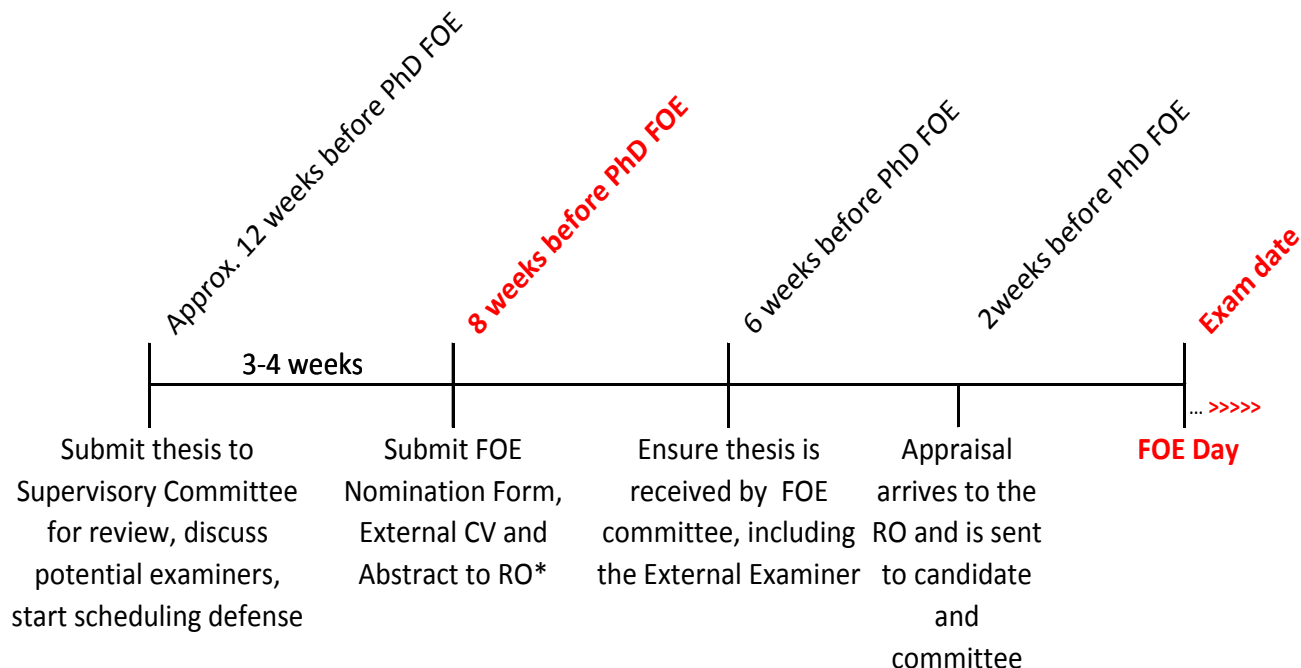 Approx. 12 weeks before PhD FOE
8 weeks before PhD FOE
6 weeks before PhD FOE
2weeks before PhD FOE
Exam date
3-4 weeks
... >>>>>
Submit thesis to
Supervisory Committee
for review, discuss
potential examiners,
start scheduling defense
Submit FOE
Nomination Form,
External CV and
Abstract to RO*
Ensure thesis is
received by FOE
committee, including
the External Examiner
Appraisal
arrives to the
RO and is sent
to candidate
and
committee
FOE Day